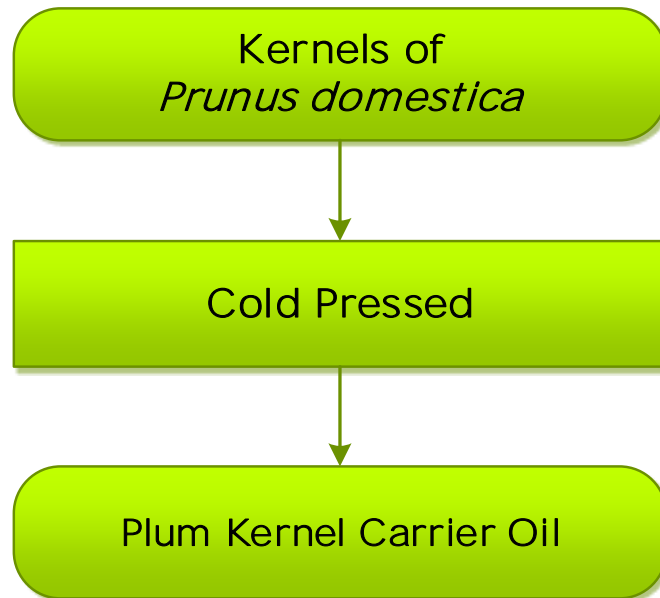 Kernels of
Prunus domestica
Cold Pressed
Plum Kernel Carrier Oil